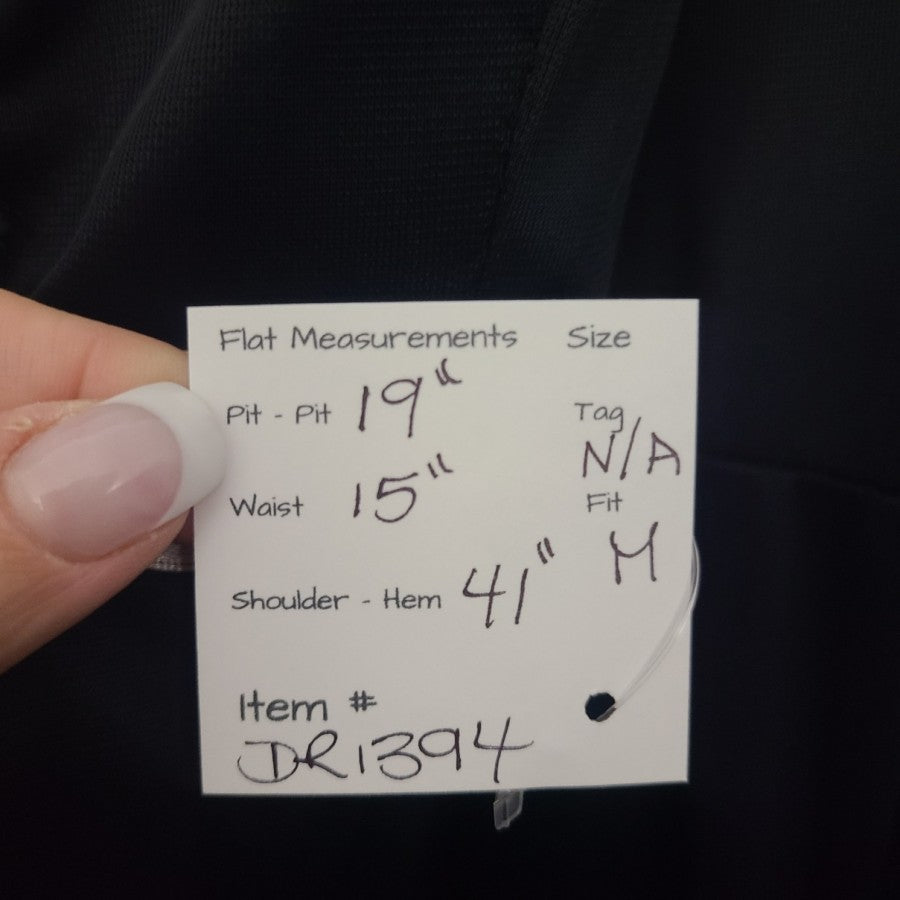 Flat Measurements Size
Pit - Pit 19"
Tag
N/A
Waist 15"
Fit
M
Shoulder - Hem 41"
Item #
DR1394